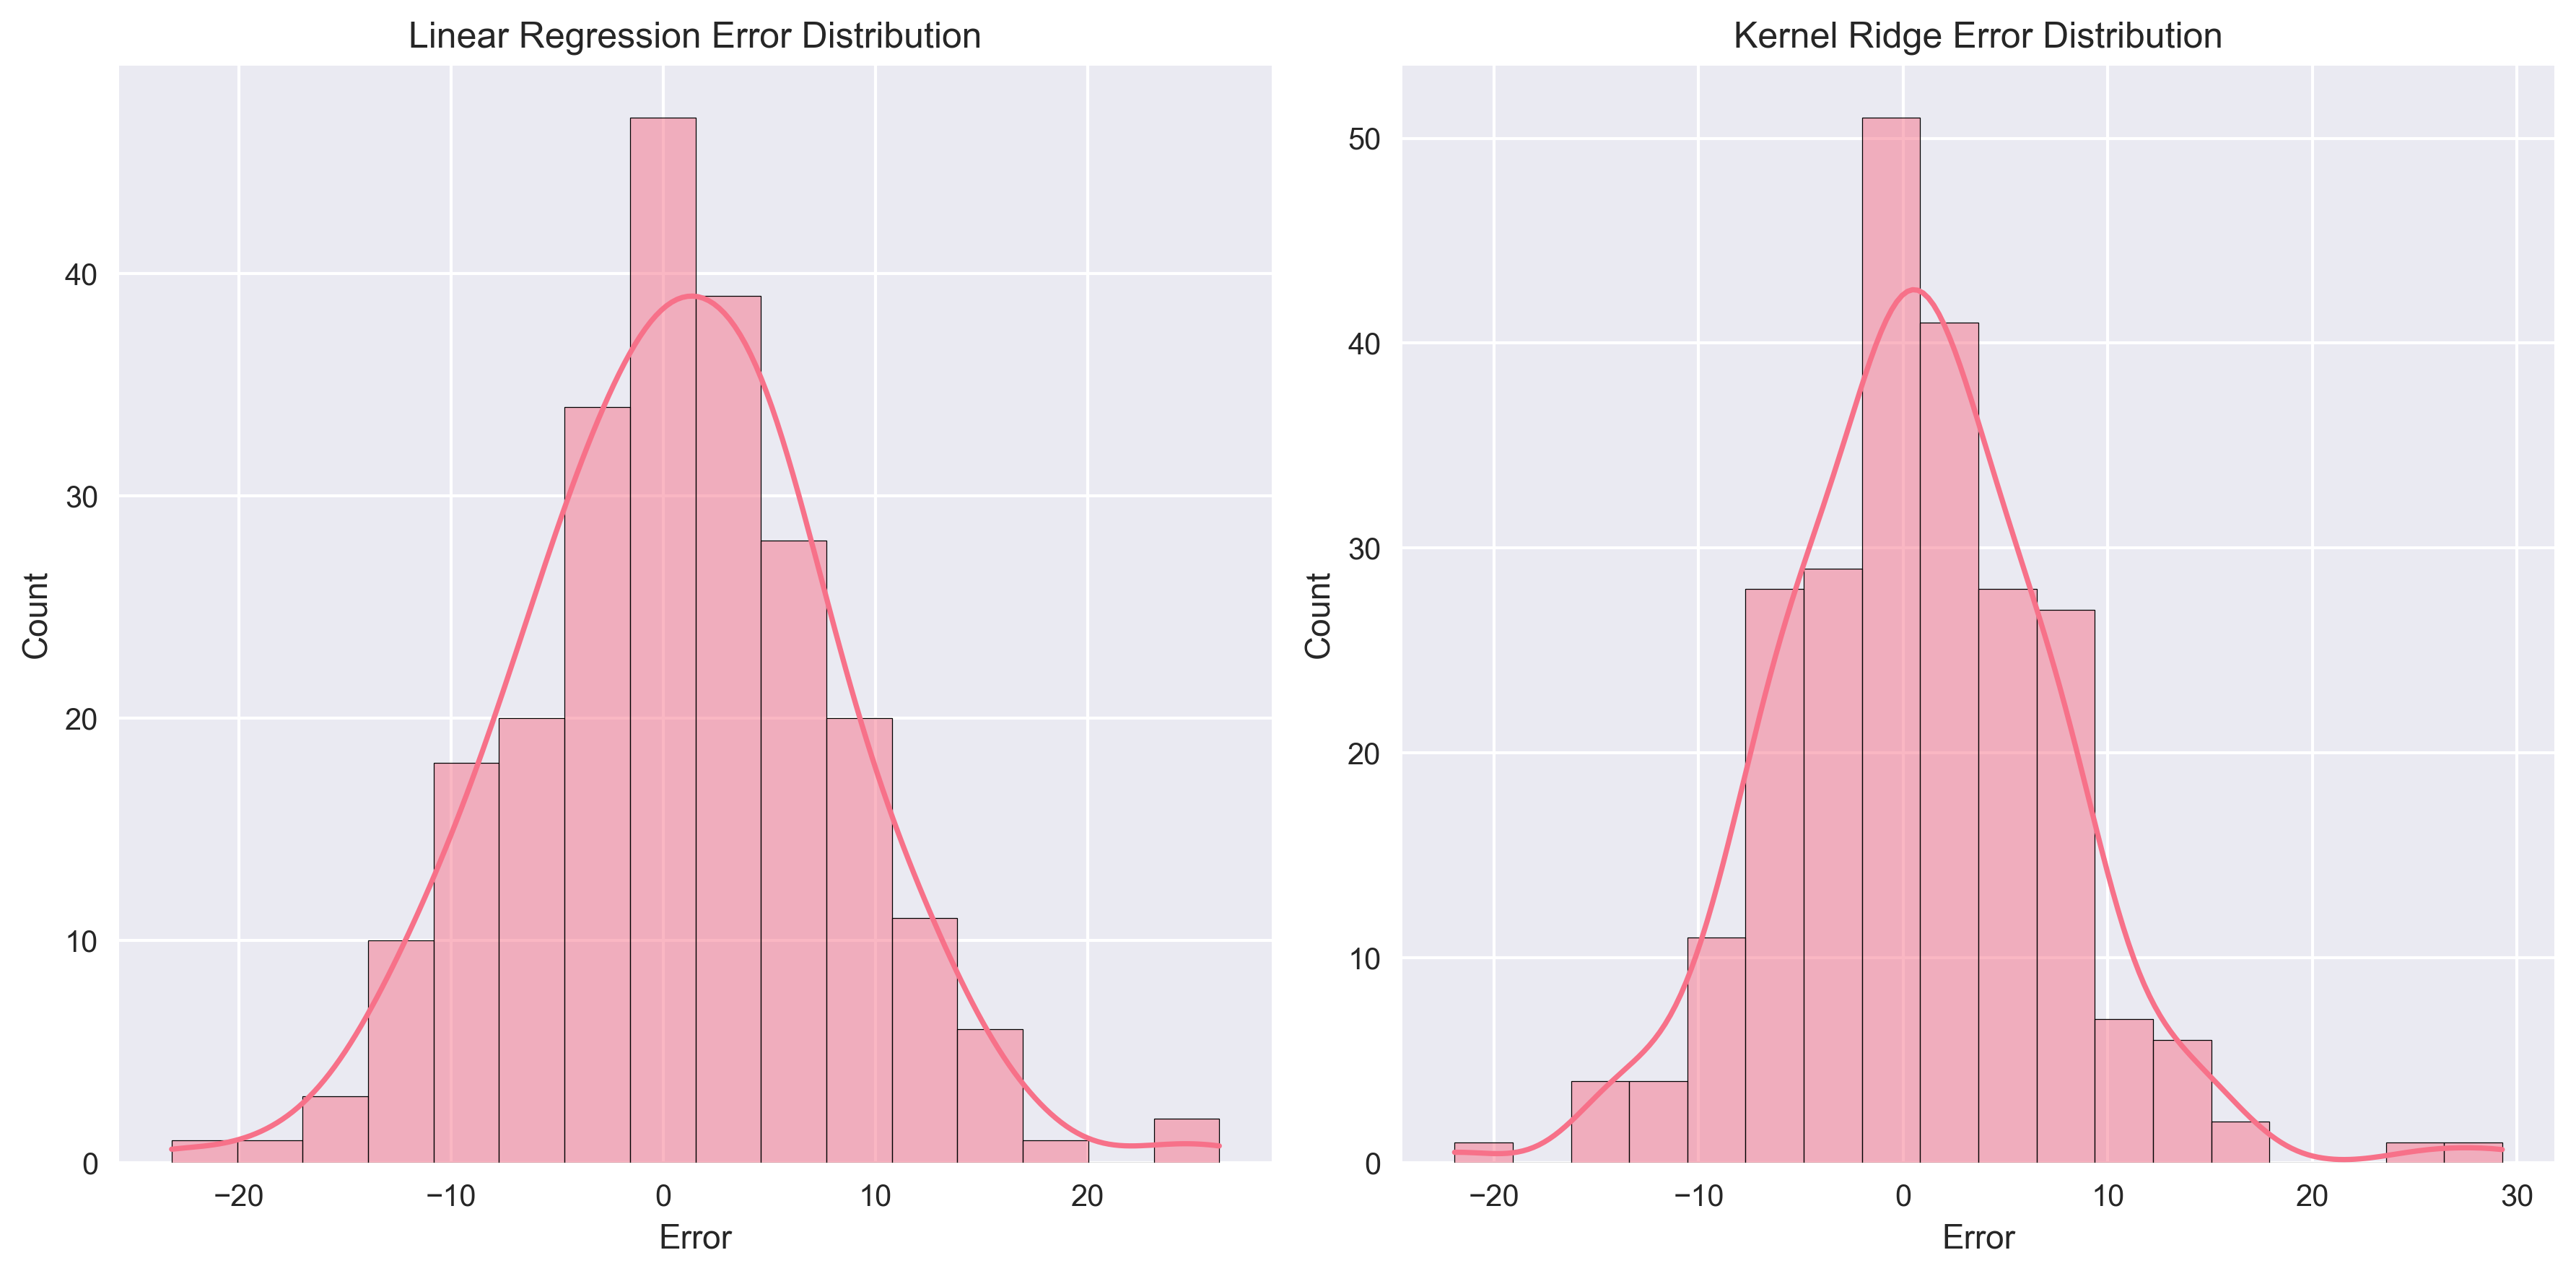 Linear Regression Error Distribution
Count
40
30
20
10
0
−20 −10 0 10 20
Error
Kernel Ridge Error Distribution
Count
50
40
30
20
10
0
−20 −10 0 10 20 30
Error